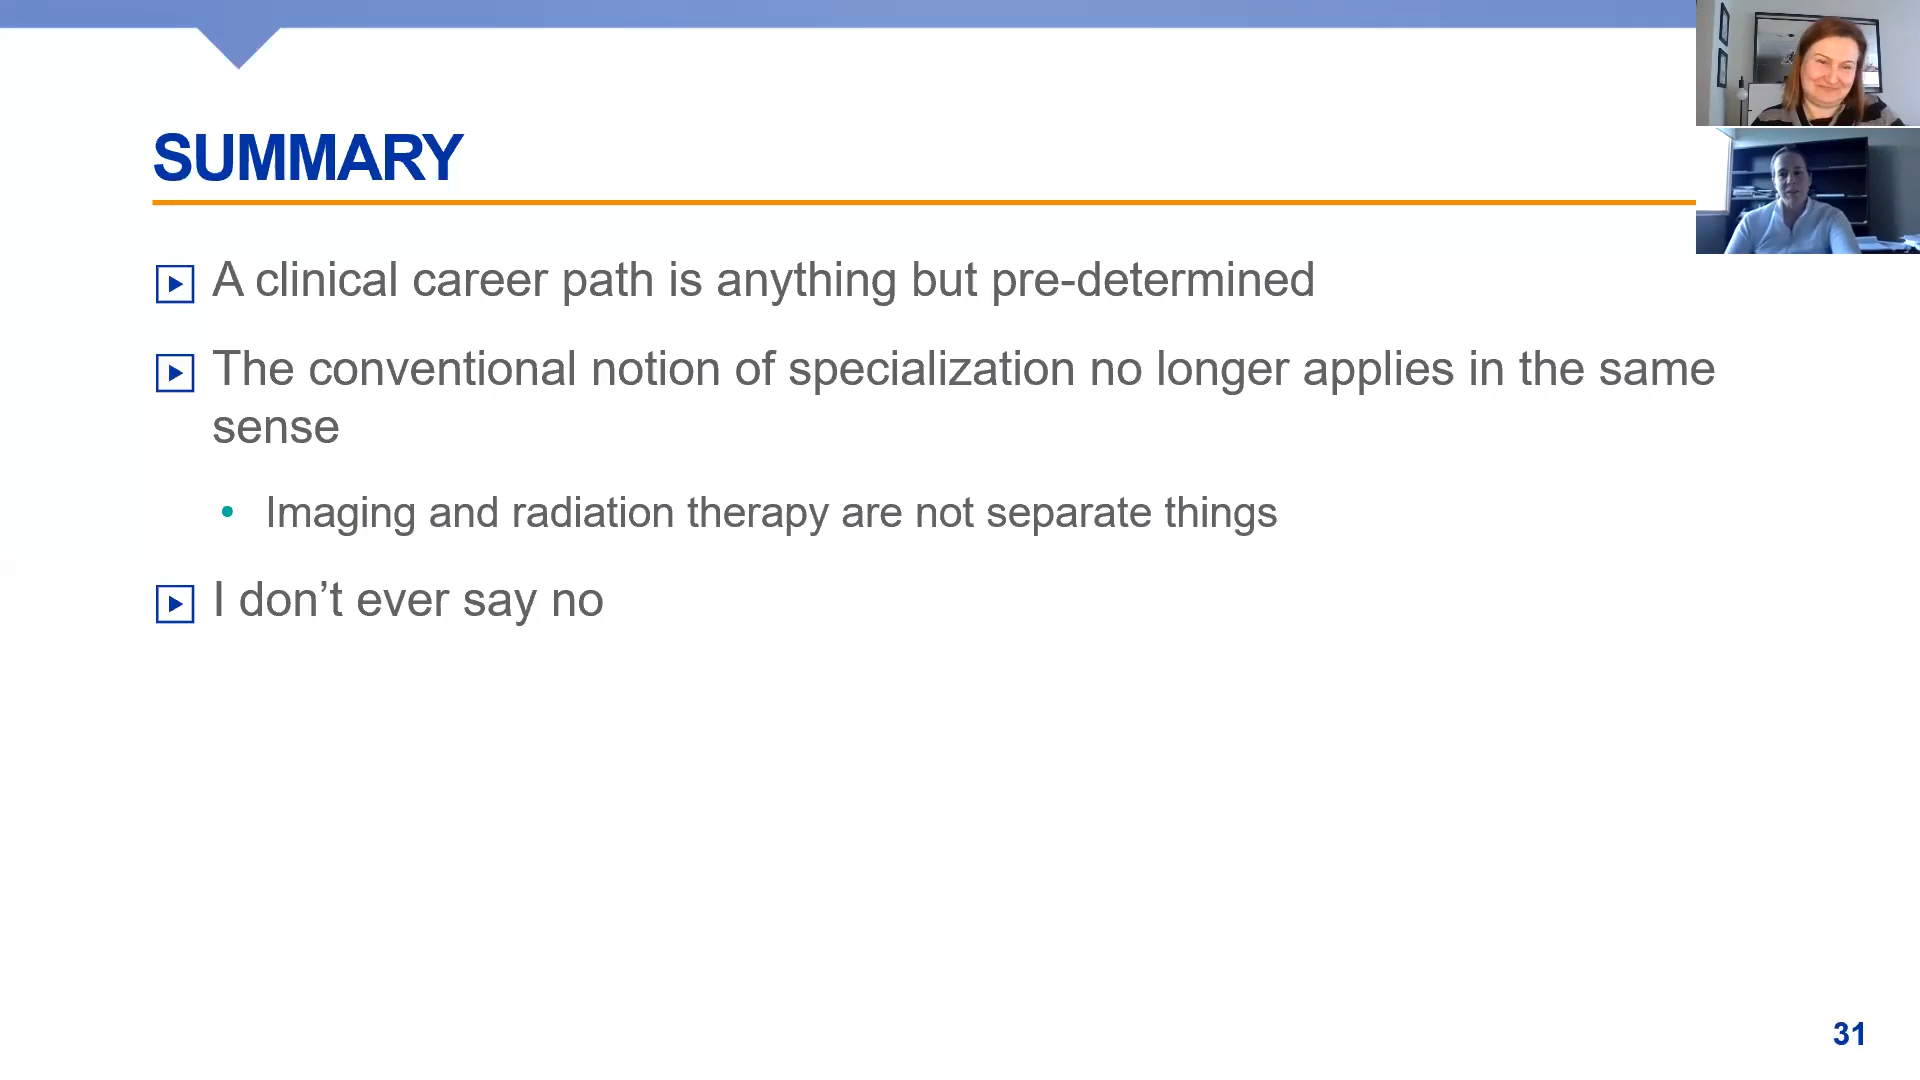 SUMMARY
A clinical career path is anything but pre-determined
The conventional notion of specialization no longer applies in the same
sense
• Imaging and radiation therapy are not separate things
I don’t ever say no
31